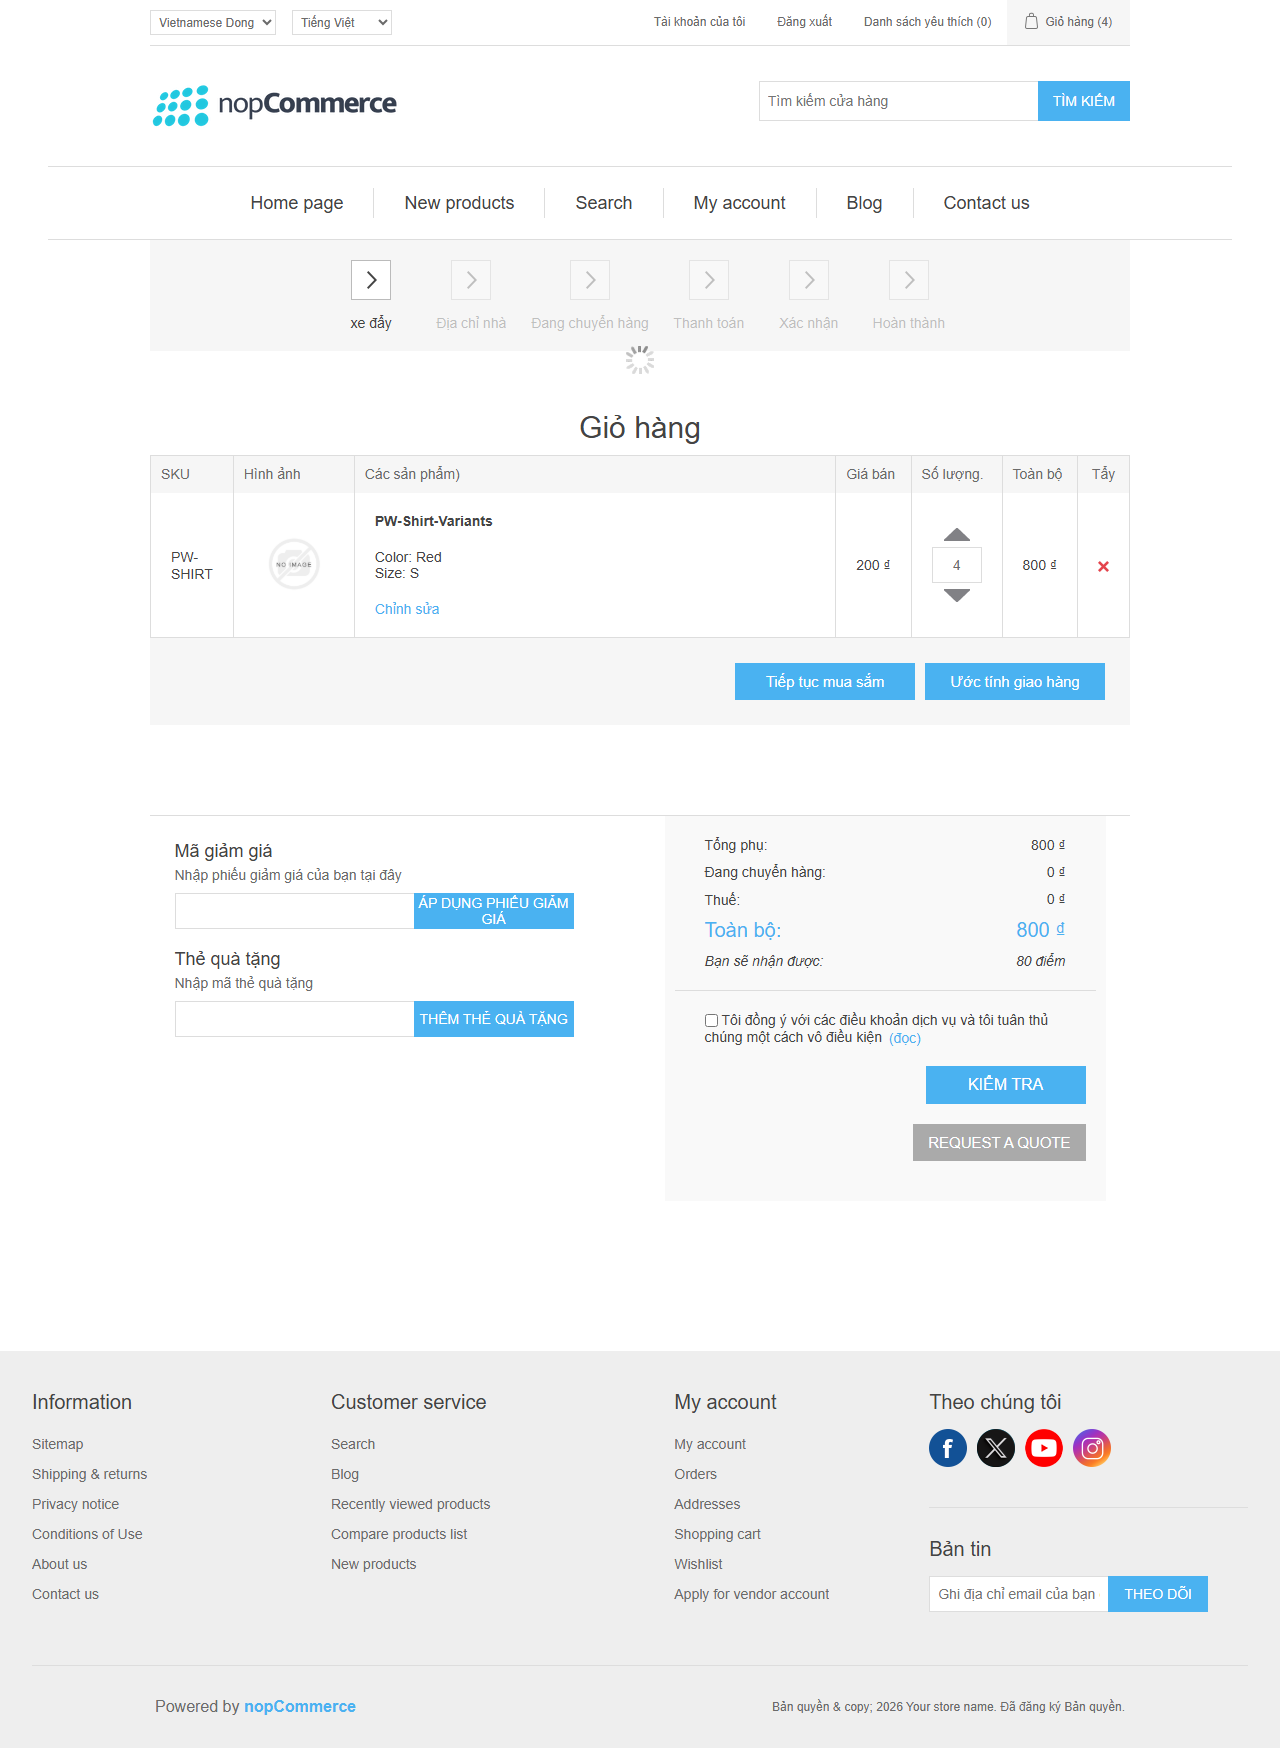 Vietnamese Dong
Tiếng Việt
Tài khoản của tôi
Đăng xuất
Danh sách yêu thích (0)
Giỏ hàng (4)
nopCommerce
Tìm kiếm cửa hàng
TÌM KIẾM
Home page
New products
Search
My account
Blog
Contact us
xe đẩy
Địa chỉ nhà
Đang chuyển hàng
Thanh toán
Xác nhận
Hoàn thành
Giỏ hàng
SKU
Hình ảnh
Các sản phẩm)
Giá bán
Số lượng.
Toàn bộ
Tẩy
PW-
SHIRT
NO IMAGE
PW-Shirt-Variants
Color: Red
Size: S
Chỉnh sửa
200 ₫
4
800 ₫
Tiếp tục mua sắm
Ước tính giao hàng
Mã giảm giá
Nhập phiếu giảm giá của bạn tại đây
ÁP DỤNG PHIẾU GIẢM
GIÁ
Thẻ quà tặng
Nhập mã thẻ quà tặng
THÊM THẺ QUÀ TẶNG
Tổng phụ: 800 ₫
Đang chuyển hàng: 0 ₫
Thuế: 0 ₫
Toàn bộ: 800 ₫
Bạn sẽ nhận được: 80 điểm
Tôi đồng ý với các điều khoản dịch vụ và tôi tuân thủ
chúng một cách vô điều kiện (đọc)
KIỂM TRA
REQUEST A QUOTE
Information
Sitemap
Shipping & returns
Privacy notice
Conditions of Use
About us
Contact us
Customer service
Search
Blog
Recently viewed products
Compare products list
New products
My account
My account
Orders
Addresses
Shopping cart
Wishlist
Apply for vendor account
Theo chúng tôi
Bản tin
Ghi địa chỉ email của bạn
THEO DÕI
Powered by nopCommerce
Bản quyền & copy; 2026 Your store name. Đã đăng ký Bản quyền.